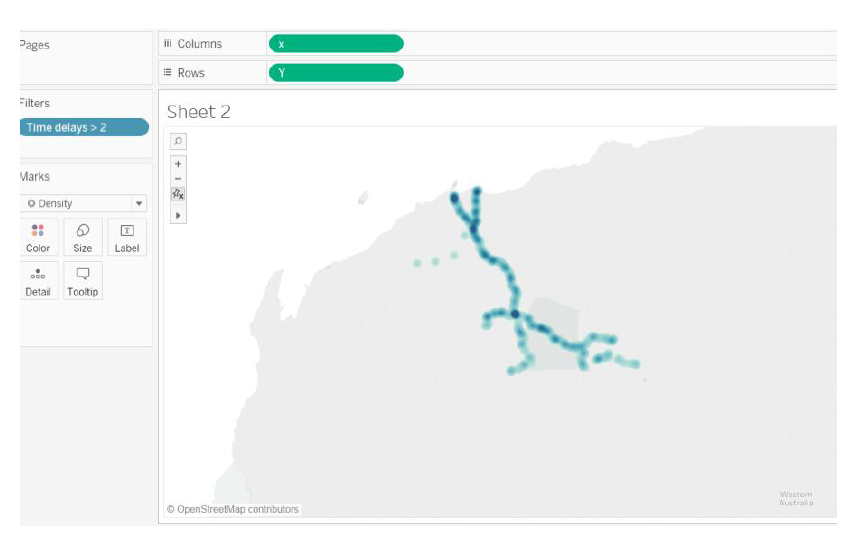 Pages
iii Columns
X
Rows
Y
Filters
Time delays > 2
Marks
Density
Color
Size
Label
Detail
Tooltip
Sheet 2
+
−
© OpenStreetMap contributors
Western
Australia